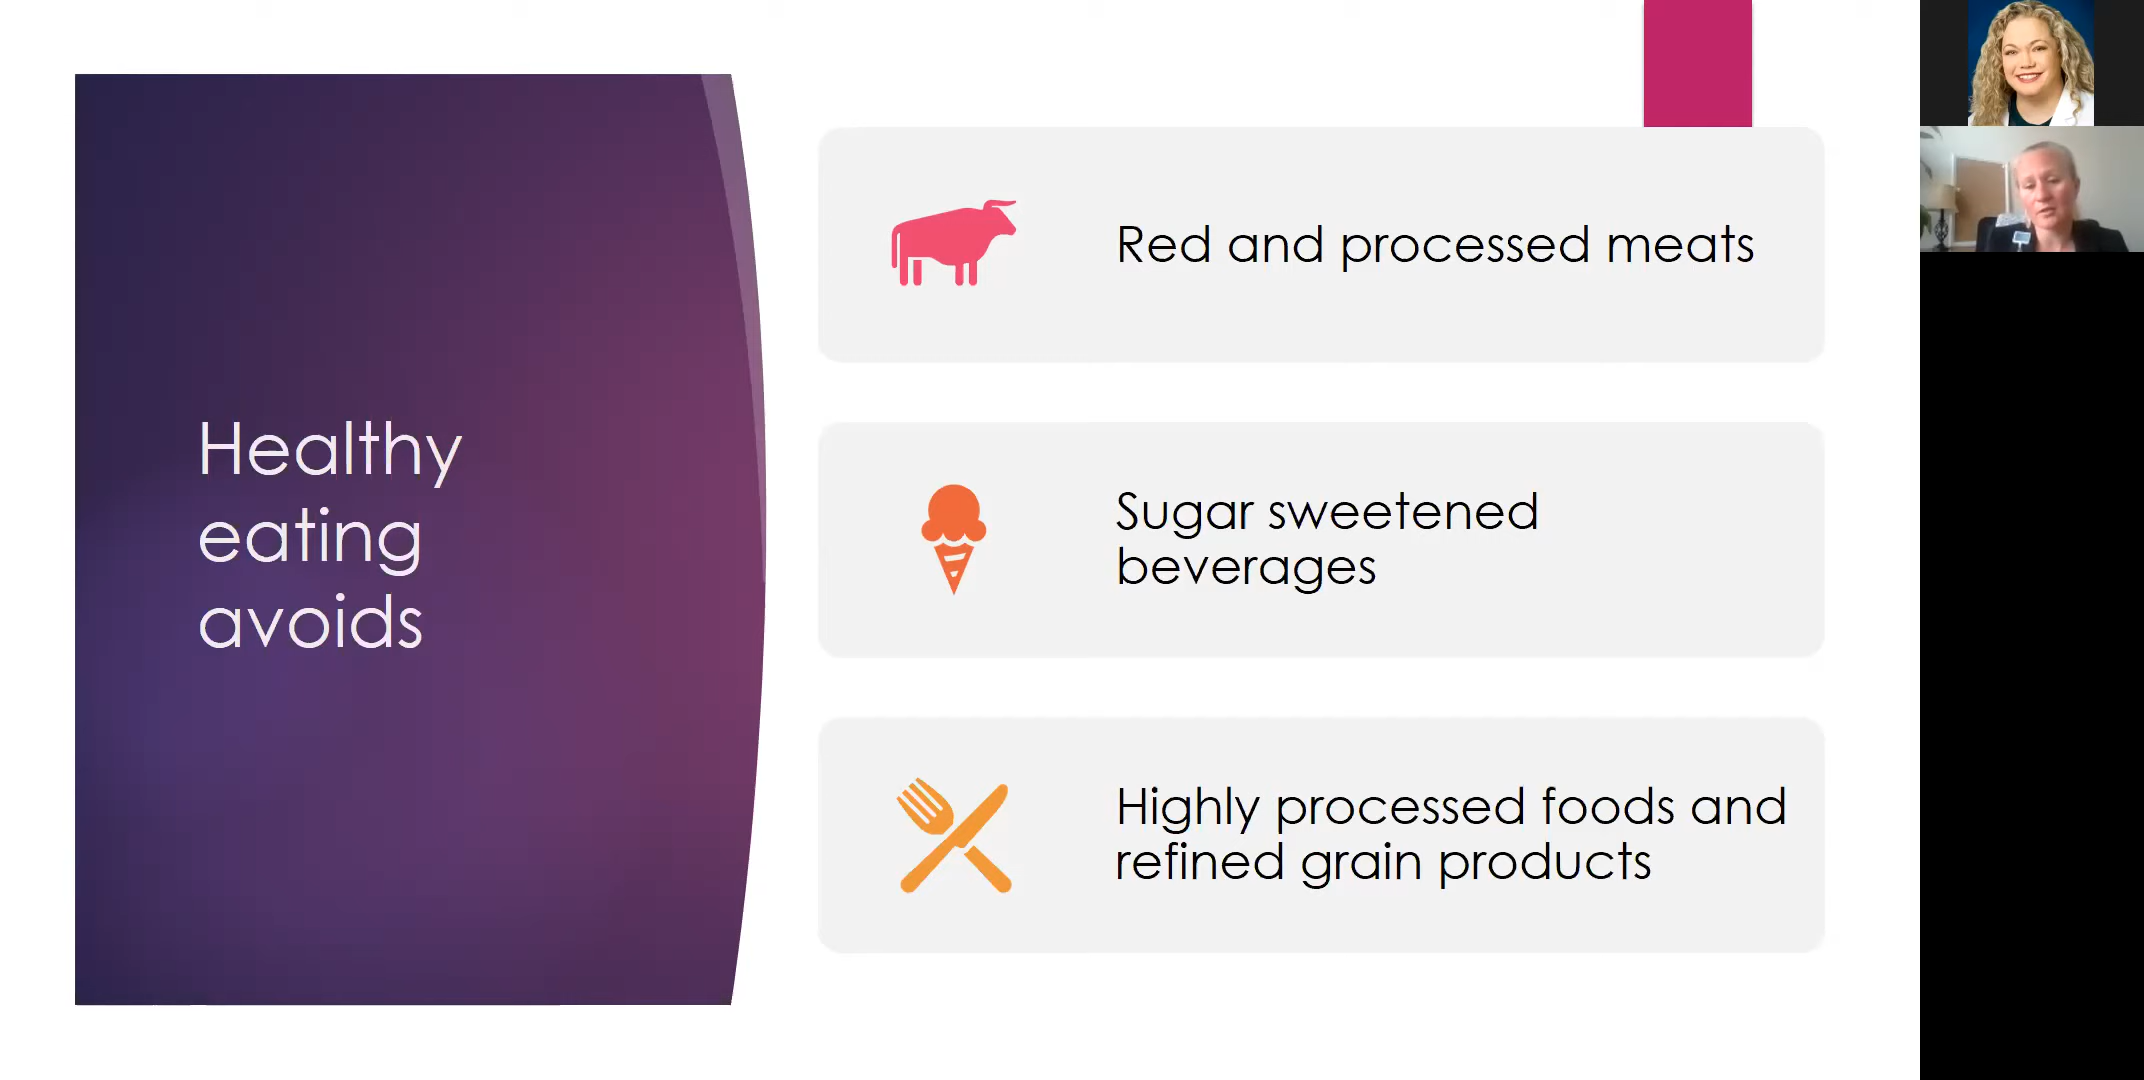 Healthy
eating
avoids
Red and processed meats
Sugar sweetened
beverages
Highly processed foods and
refined grain products